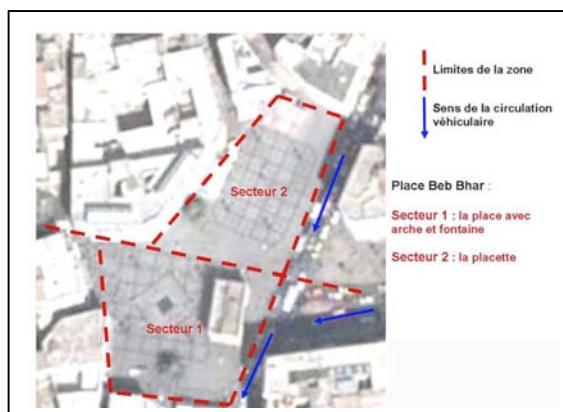 Limites de la zone
Sens de la circulation
véhiculaire
Place Beb Bhar :
Secteur 1 : la place avec
arche et fontaine
Secteur 2 : la placette
Secteur 2
Secteur 1